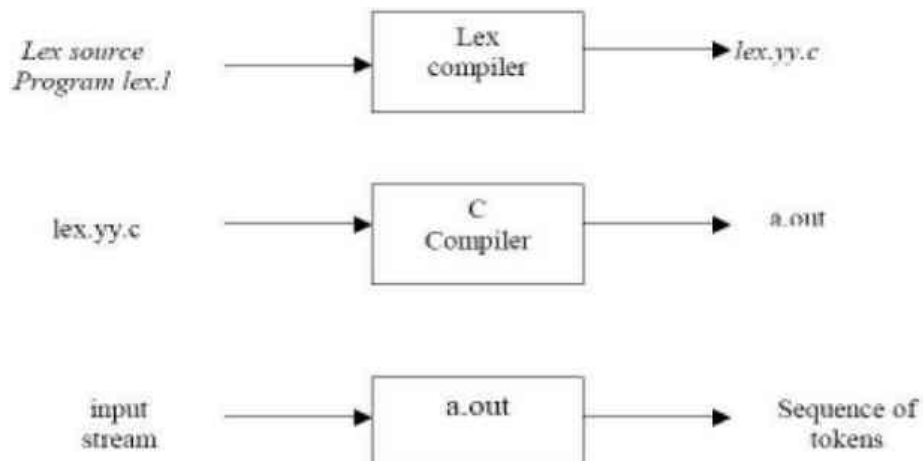 Lex source
Program lex.l
Lex
compiler
lex.yy.c
lex.yy.c
C
Compiler
a.out
input
stream
a.out
Sequence of
tokens